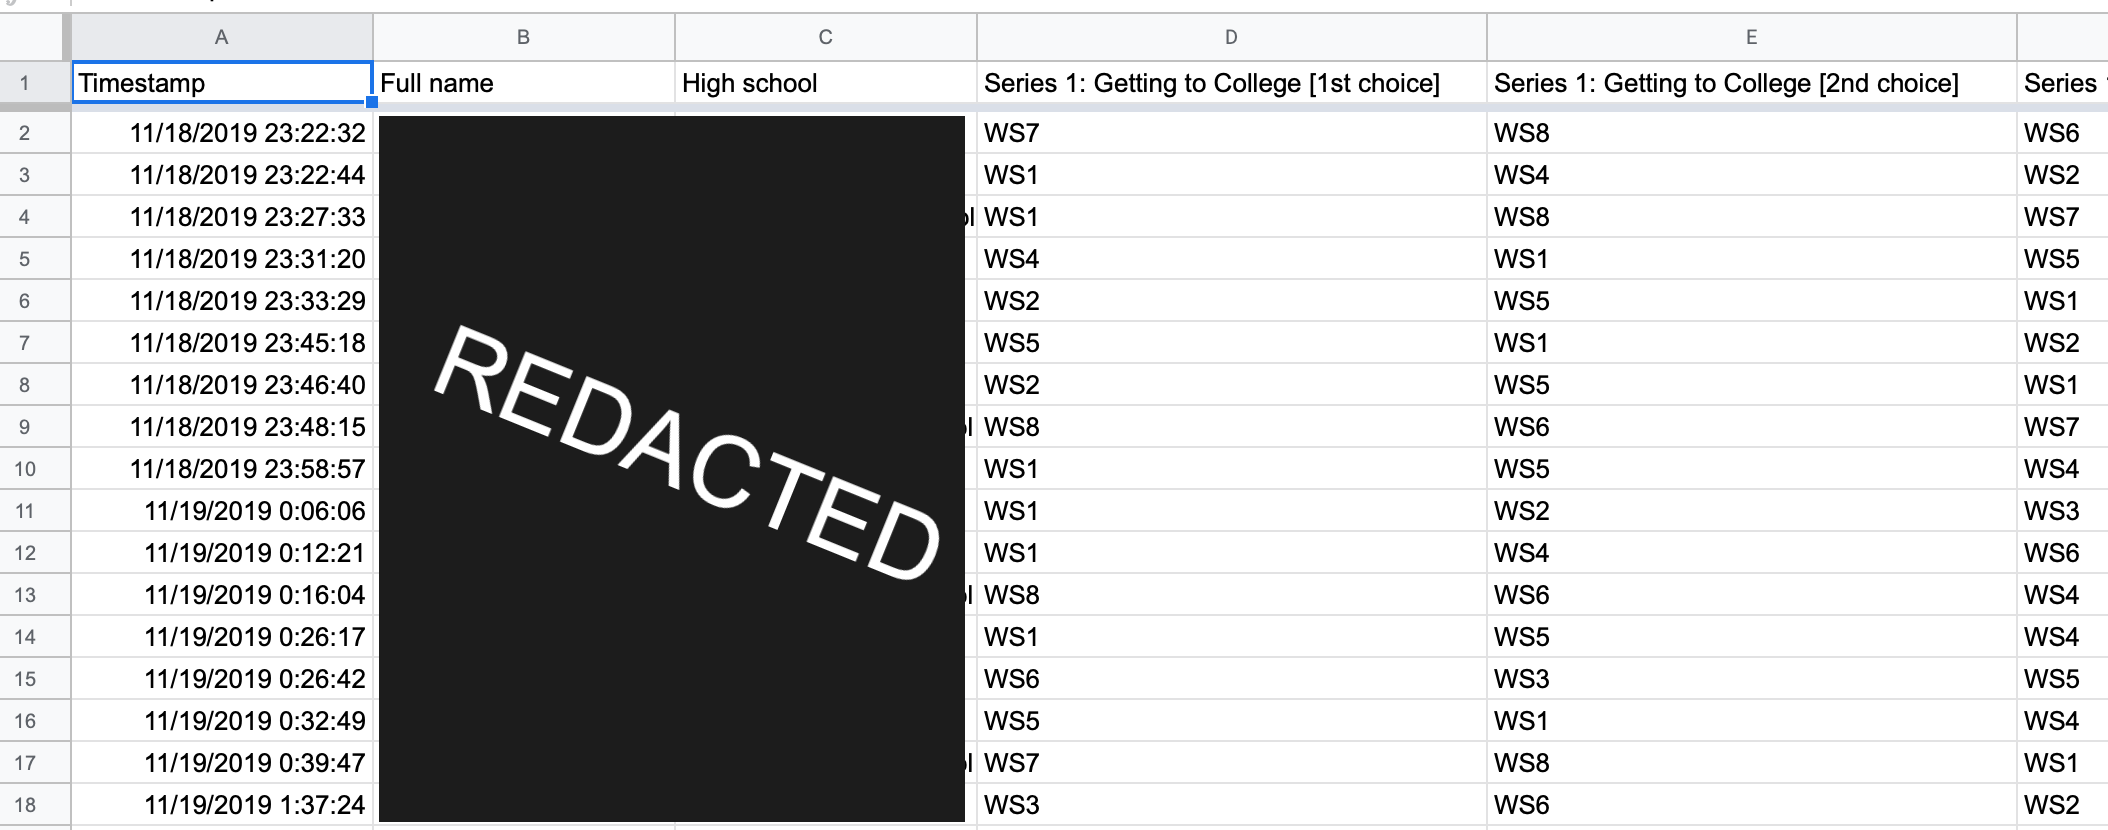 A B C D E
1 Timestamp Full name High school Series 1: Getting to College [1st choice] Series 1: Getting to College [2nd choice] Series
2 11/18/2019 23:22:32 WS7 WS8 WS6
3 11/18/2019 23:22:44 WS1 WS4 WS2
4 11/18/2019 23:27:33 WS1 WS8 WS7
5 11/18/2019 23:31:20 WS4 WS1 WS5
6 11/18/2019 23:33:29 WS2 WS5 WS1
7 11/18/2019 23:45:18 WS5 WS1 WS2
8 11/18/2019 23:46:40 WS2 WS5 WS1
9 11/18/2019 23:48:15 WS8 WS6 WS7
10 11/18/2019 23:58:57 WS1 WS5 WS4
11 11/19/2019 0:06:06 WS1 WS2 WS3
12 11/19/2019 0:12:21 WS1 WS4 WS6
13 11/19/2019 0:16:04 WS8 WS6 WS4
14 11/19/2019 0:26:17 WS1 WS5 WS4
15 11/19/2019 0:26:42 WS6 WS3 WS5
16 11/19/2019 0:32:49 WS5 WS1 WS4
17 11/19/2019 0:39:47 WS7 WS8 WS1
18 11/19/2019 1:37:24 WS3 WS6 WS2
REDACTED